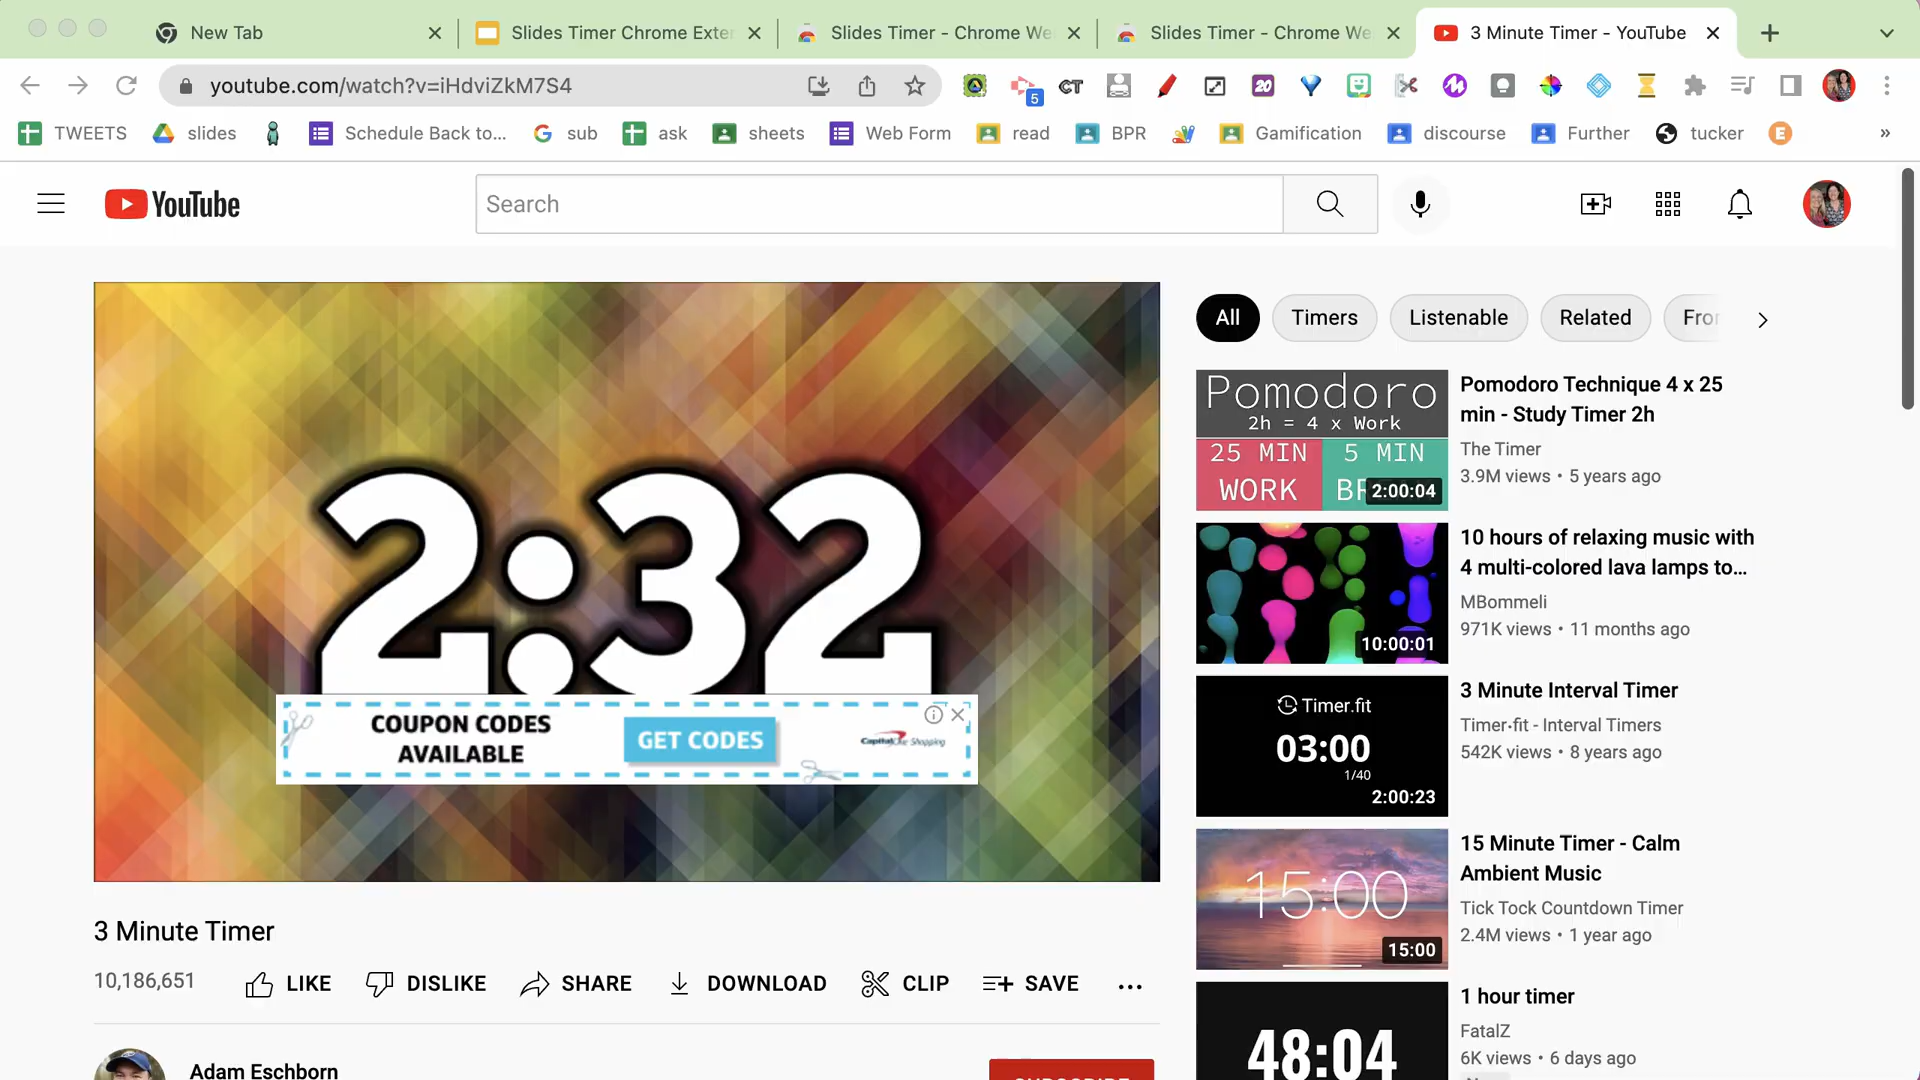 New Tab
Slides Timer Chrome Exter
Slides Timer - Chrome We
Slides Timer - Chrome We
3 Minute Timer - YouTube
youtube.com/watch?v=iHdviZkM7S4
5
CT
20
TWEETS
slides
Schedule Back to...
sub
ask
sheets
Web Form
read
BPR
Gamification
discourse
Further
tucker
E
»
YouTube
Search
All
Timers
Listenable
Related
2:32
COUPON CODES
AVAILABLE
GET CODES
Capital One Shopping
3 Minute Timer
10,186,651
LIKE
DISLIKE
SHARE
DOWNLOAD
CLIP
SAVE
Adam Eschborn
Pomodoro
2h = 4 x Work
25 MIN
WORK
5 MIN
2:00:04
Pomodoro Technique 4 x 25
min - Study Timer 2h
The Timer
3.9M views • 5 years ago
10:00:01
10 hours of relaxing music with
4 multi-colored lava lamps to...
MBommeli
971K views • 11 months ago
Timer.fit
03:00
1/40
2:00:23
3 Minute Interval Timer
Timer·fit - Interval Timers
542K views • 8 years ago
15:00
15:00
15 Minute Timer - Calm
Ambient Music
Tick Tock Countdown Timer
2.4M views • 1 year ago
48:04
1 hour timer
FatalZ
6K views • 6 days ago